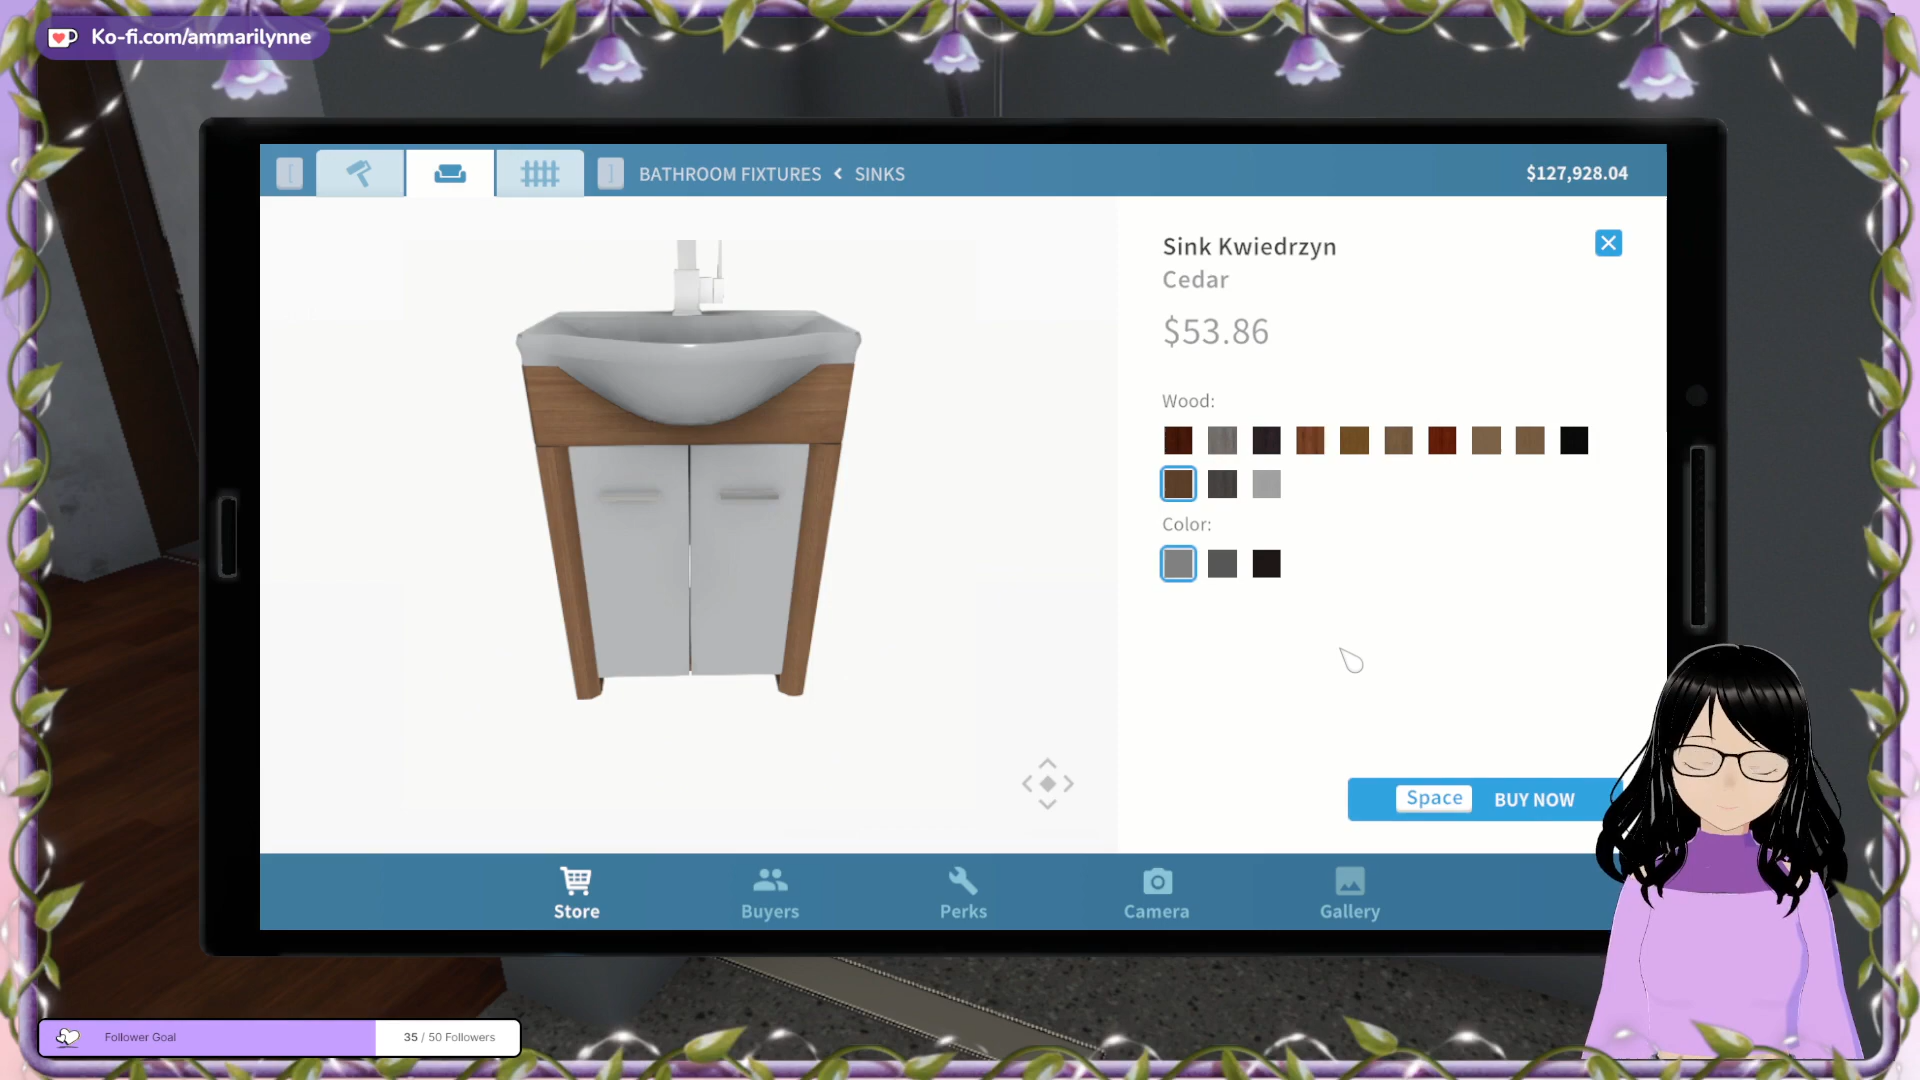 Ko-fi.com/ammarilynne
[
]
BATHROOM FIXTURES < SINKS
$127,928.04
Sink Kwiedrzyn
Cedar
$53.86
Wood:
Color:
Space BUY NOW
Store
Buyers
Perks
Camera
Gallery
Follower Goal
35 / 50 Followers